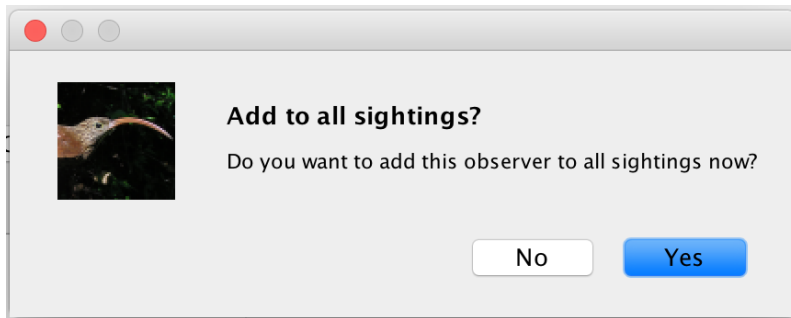 Add to all sightings?
Do you want to add this observer to all sightings now?
No Yes